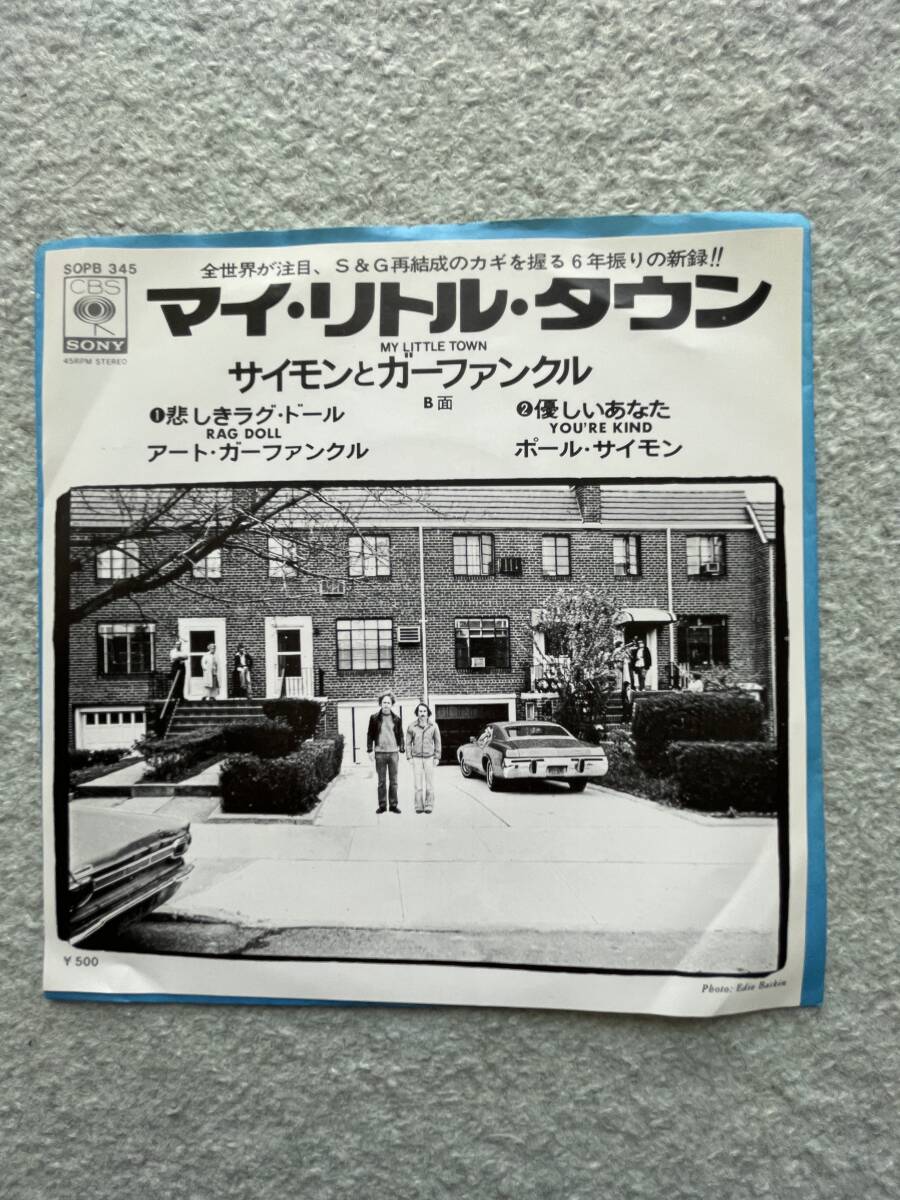 SOPB 345
全世界が注目、S&G再結成のカギを握る6年振りの新録!!
CBS
SONY
45RPM STEREO
マイ・リトル・タウン
MY LITTLE TOWN
サイモンとガーファンクル
B面
❶悲しきラグ・ドール
RAG DOLL
アート・ガーファンクル
❷優しいあなた
YOU'RE KIND
ポール・サイモン
¥500
Photo: Edie Baskin